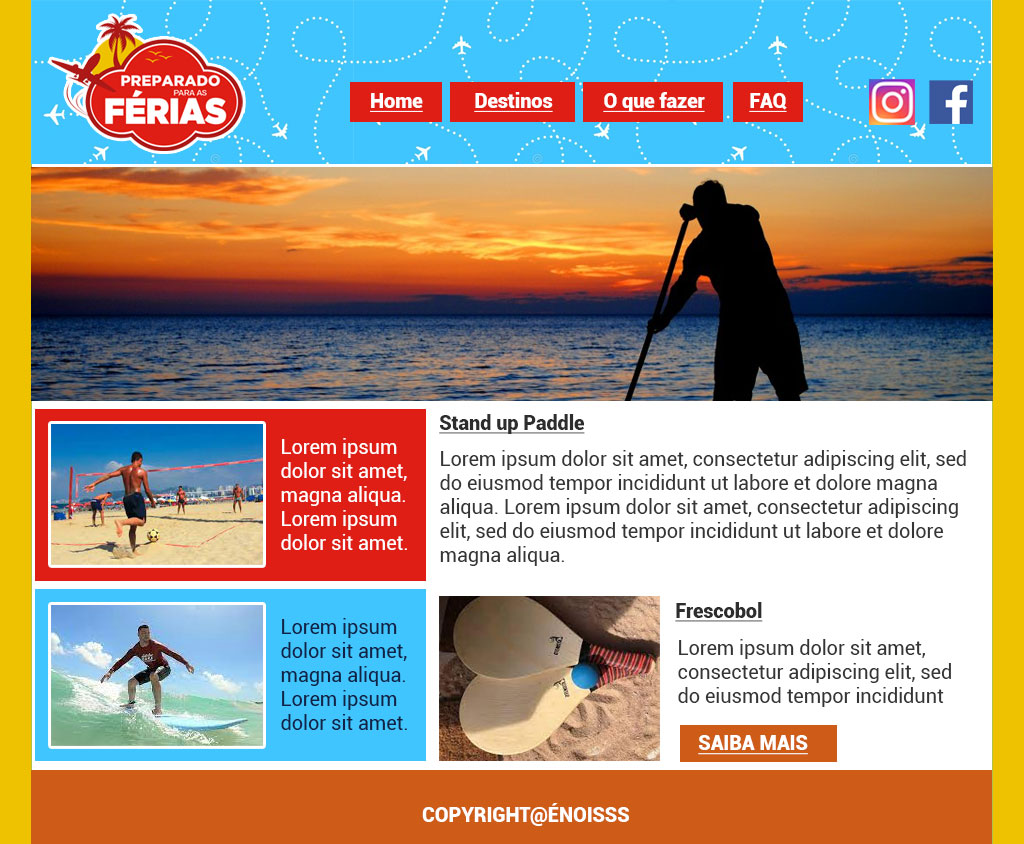 PREPARADO
PARA AS
FÉRIAS
Home
Destinos
O que fazer
FAQ
Lorem ipsum
dolor sit amet,
magna aliqua.
Lorem ipsum
dolor sit amet.
Stand up Paddle
Lorem ipsum dolor sit amet, consectetur adipiscing elit, sed
do eiusmod tempor incididunt ut labore et dolore magna
aliqua. Lorem ipsum dolor sit amet, consectetur adipiscing
elit, sed do eiusmod tempor incididunt ut labore et dolore
magna aliqua.
Lorem ipsum
dolor sit amet,
magna aliqua.
Lorem ipsum
dolor sit amet.
Frescobol
Lorem ipsum dolor sit amet,
consectetur adipiscing elit, sed
do eiusmod tempor incididunt
SAIBA MAIS
COPYRIGHT@ÉNOISSS